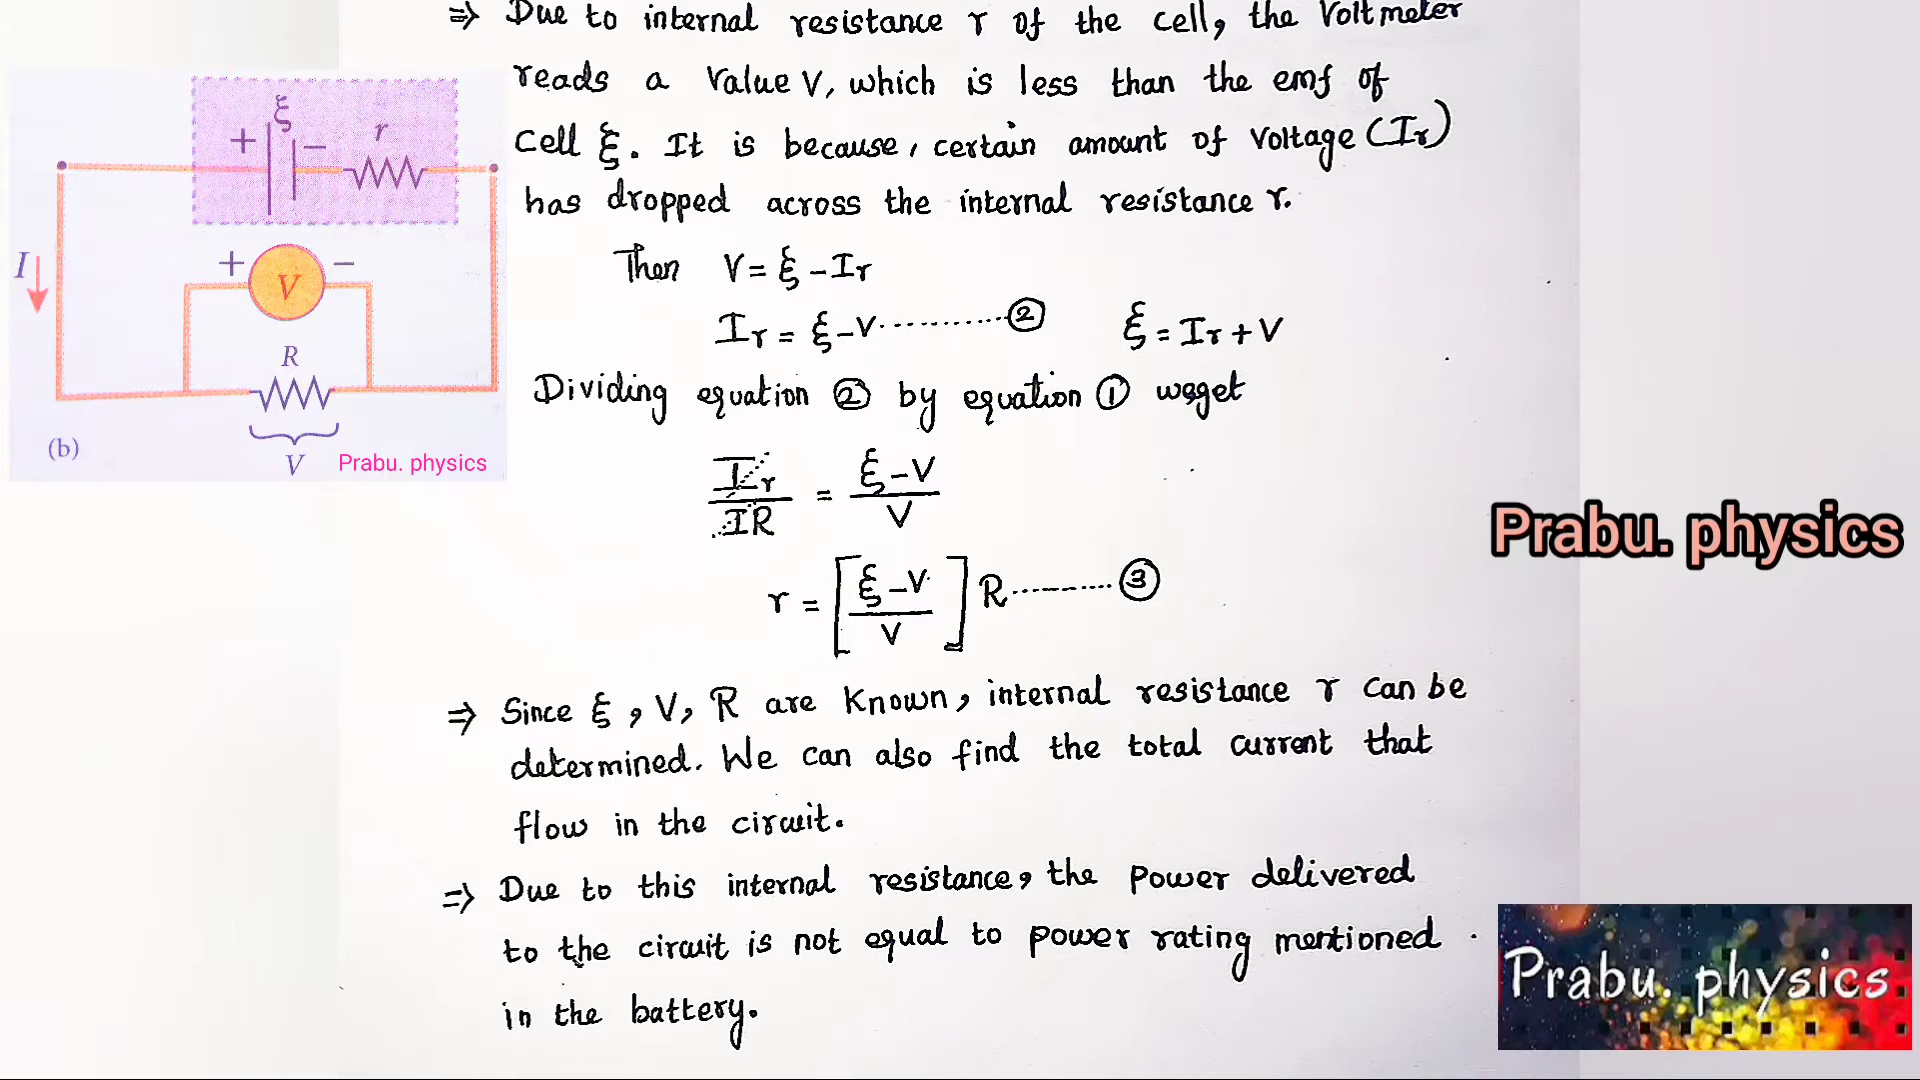 ⇒ Due to internal resistance r of the cell, the Voltmeter
reads a Value V, which is less than the emf of
Cell ξ. It is because, certain amount of Voltage (Ir)
has dropped across the internal resistance r.
Then V = ξ - Ir
Ir = ξ - V ............ ② ξ = Ir + V
Dividing equation ② by equation ① we get
Ir/IR = ξ - V/V
r = [ξ - V/V] R ............ ③
⇒ Since ξ, V, R are Known, internal resistance r can be
determined. We can also find the total current that
flow in the circuit.
⇒ Due to this internal resistance, the Power delivered
to the circuit is not equal to power rating mentioned
in the battery.
ξ
+ − r
I
+ V −
R
V
(b)
Prabu. physics
Prabu. physics
Prabu. physics